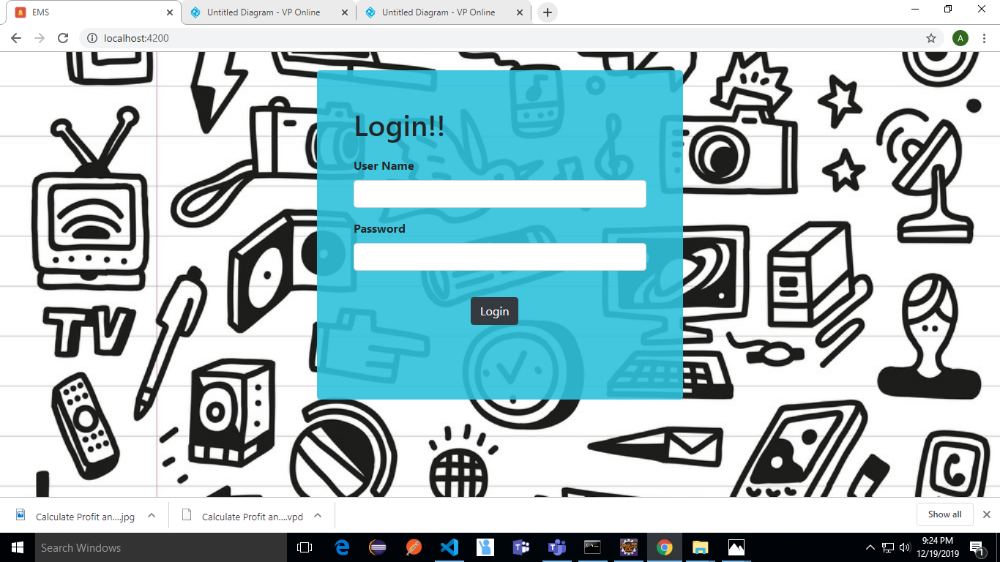 EMS
Untitled Diagram - VP Online
Untitled Diagram - VP Online
localhost:4200
A
Login!!
User Name
Password
Login
TV
Calculate Profit an....jpg
Calculate Profit an....vpd
Show all
Search Windows
9:24 PM
12/19/2019
1